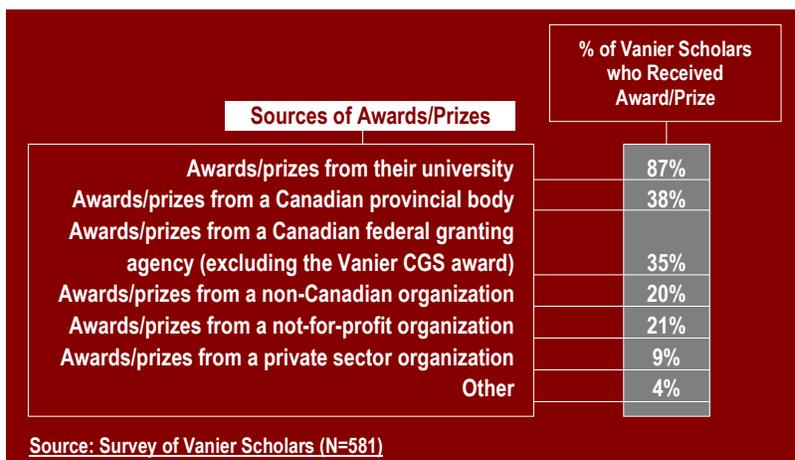 % of Vanier Scholars
who Received
Award/Prize
Sources of Awards/Prizes
Awards/prizes from their university 87%
Awards/prizes from a Canadian provincial body 38%
Awards/prizes from a Canadian federal granting
agency (excluding the Vanier CGS award) 35%
Awards/prizes from a non-Canadian organization 20%
Awards/prizes from a not-for-profit organization 21%
Awards/prizes from a private sector organization 9%
Other 4%
Source: Survey of Vanier Scholars (N=581)